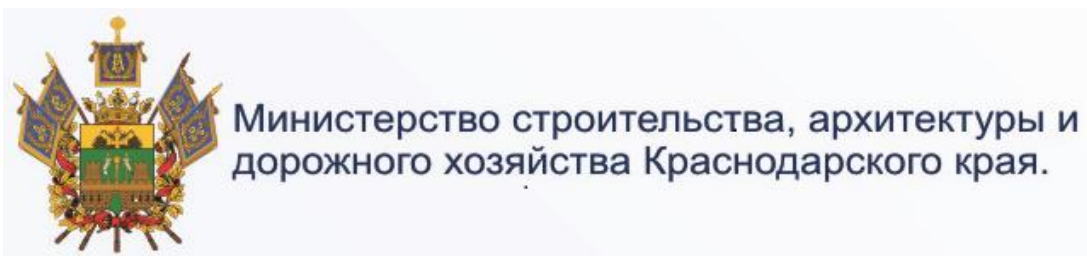 Министерство строительства, архитектуры и
дорожного хозяйства Краснодарского края.